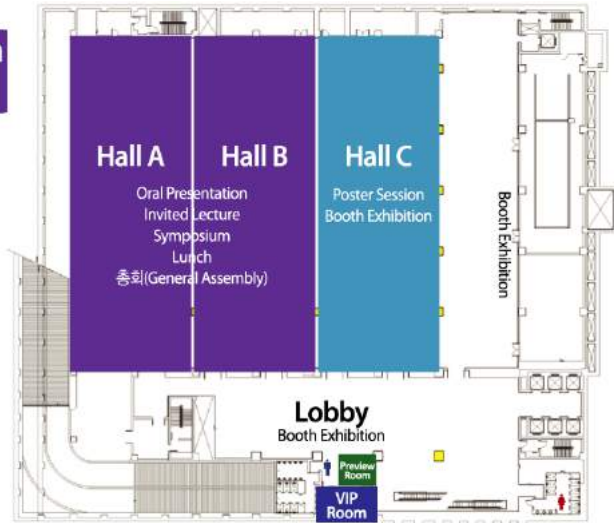 Hall A
Hall B
Hall C
Oral Presentation
Invited Lecture
Symposium
Lunch
총회(General Assembly)
Poster Session
Booth Exhibition
Booth Exhibition
Lobby
Booth Exhibition
Preview
Room
VIP
Room